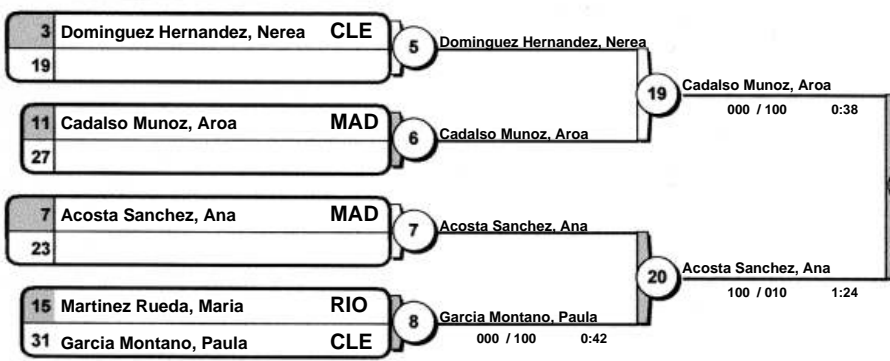 3 Dominguez Hernandez, Nerea CLE
19
5
Dominguez Hernandez, Nerea
11 Cadalso Munoz, Aroa MAD
27
6
Cadalso Munoz, Aroa
19
Cadalso Munoz, Aroa
000 / 100 0:38
7 Acosta Sanchez, Ana MAD
23
7
Acosta Sanchez, Ana
15 Martinez Rueda, Maria RIO
31 Garcia Montano, Paula CLE
8
Garcia Montano, Paula
000 / 100 0:42
20
Acosta Sanchez, Ana
100 / 010 1:24